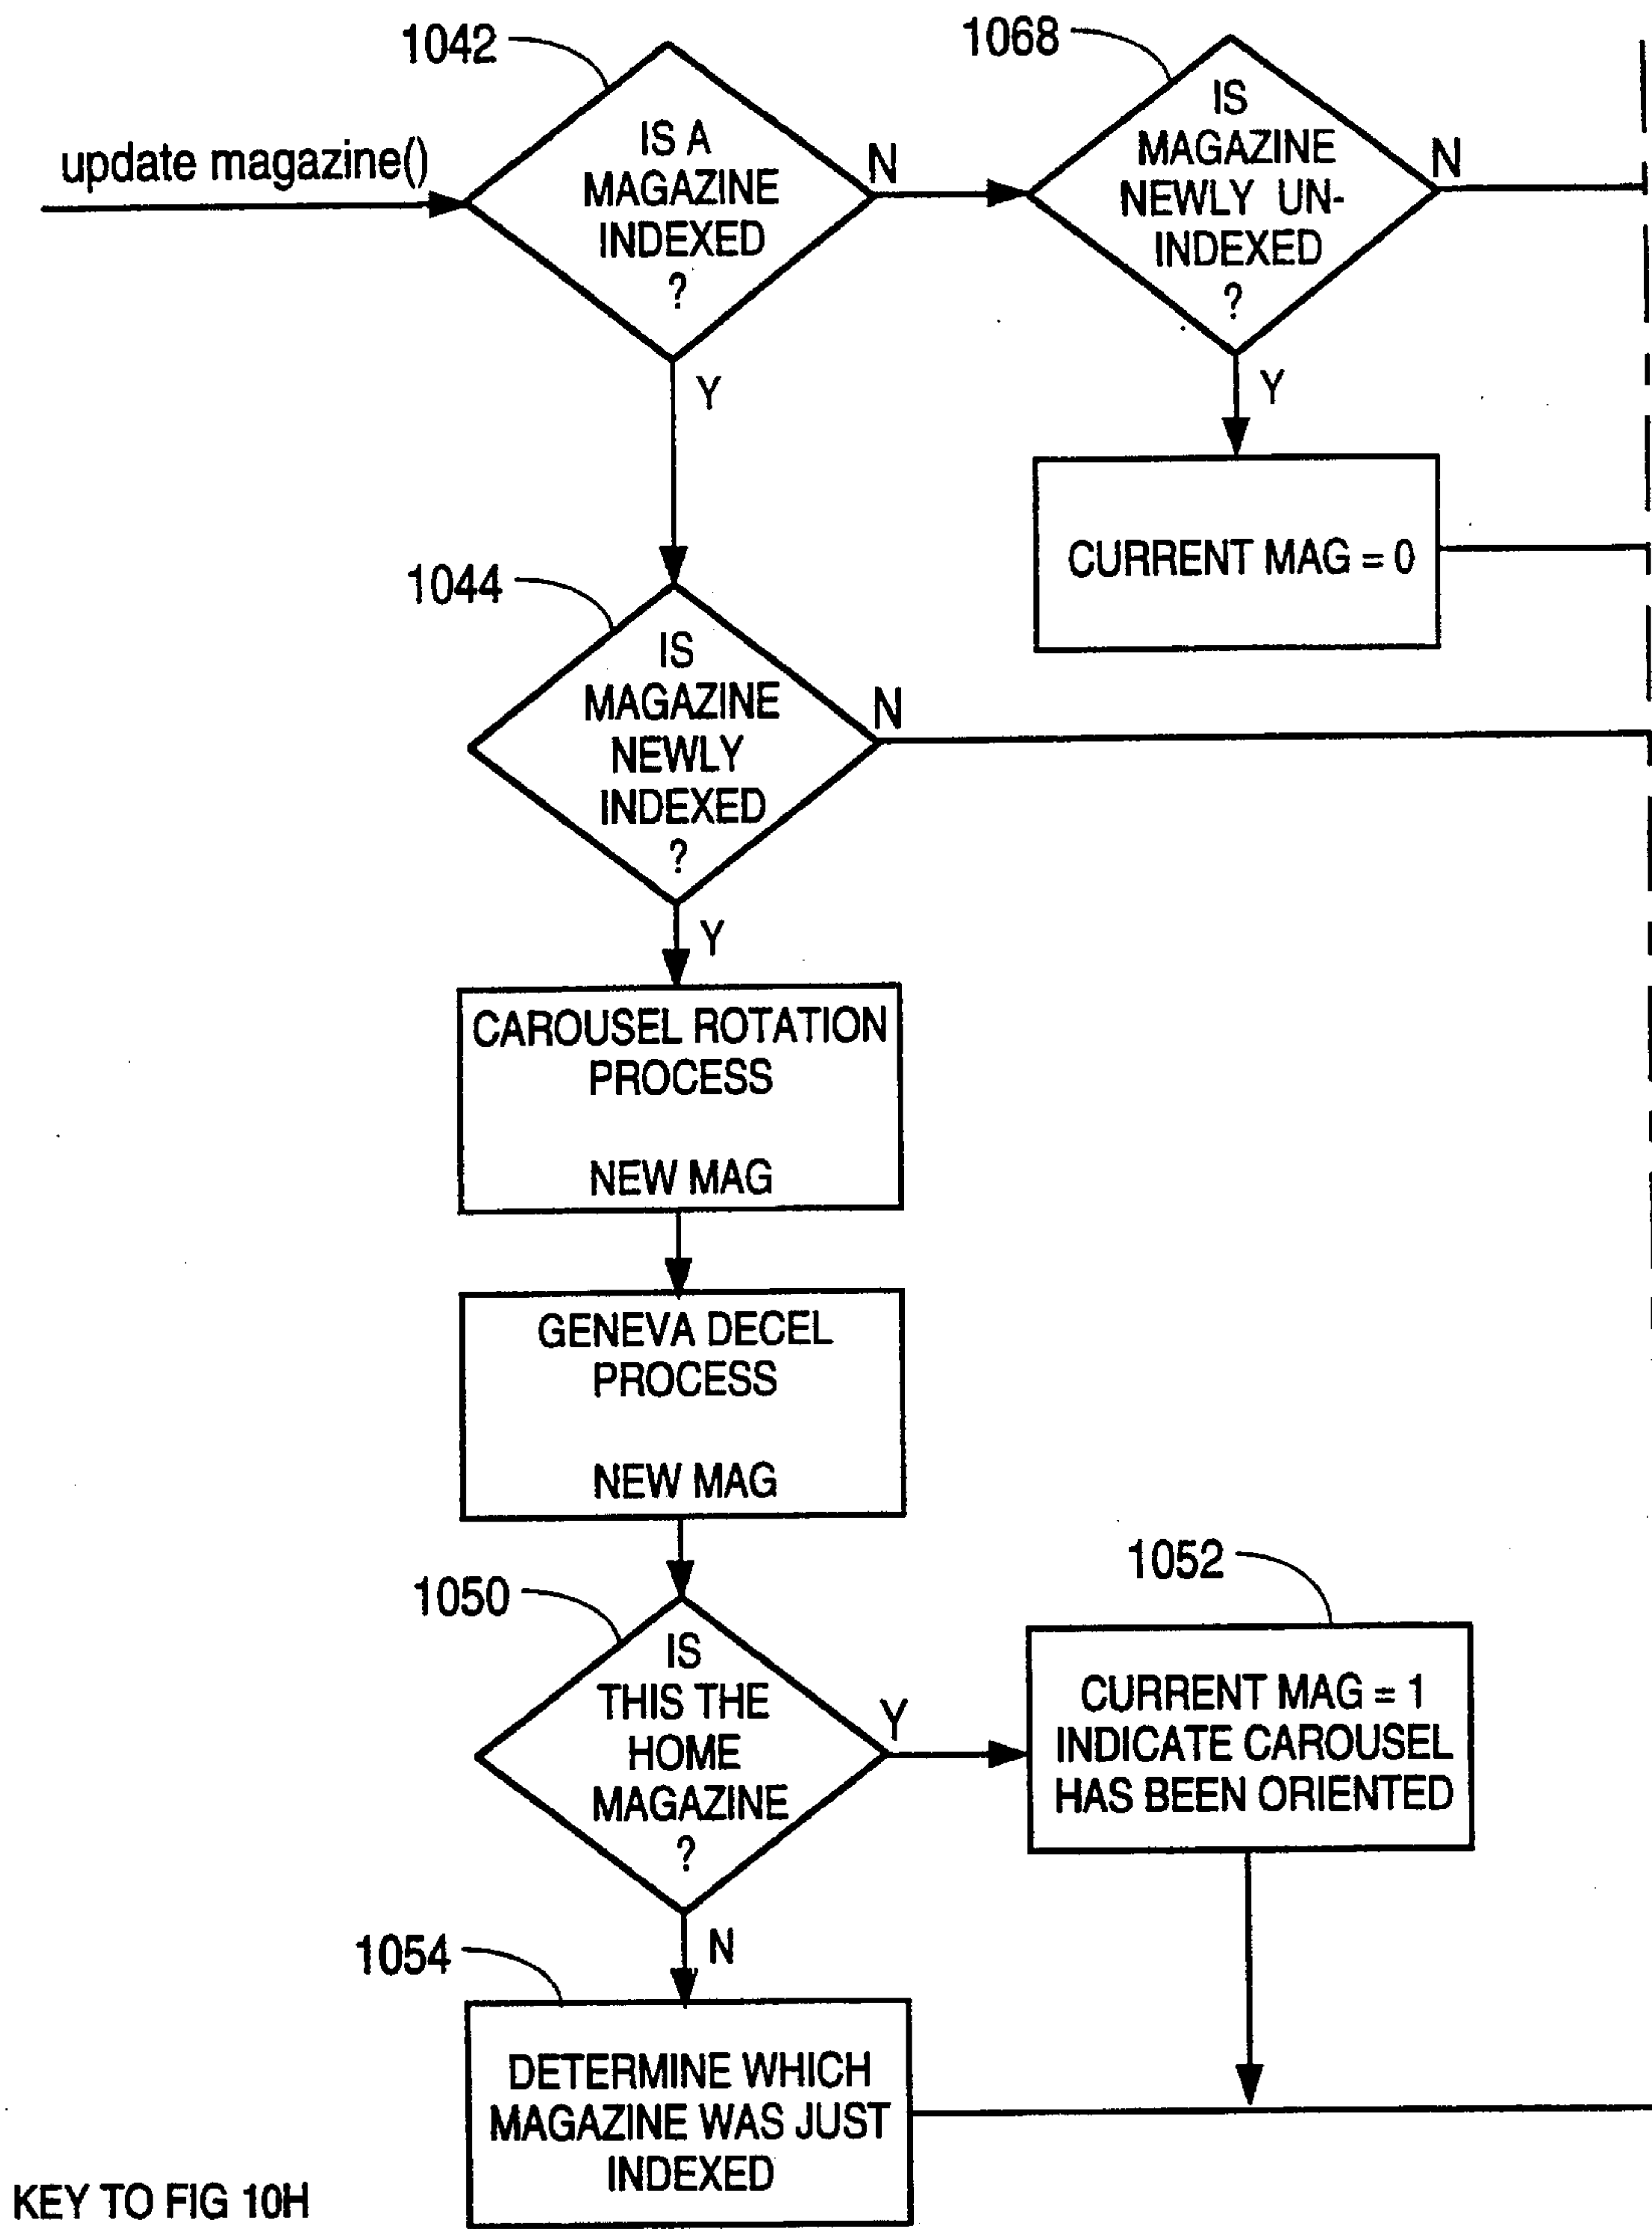 1042
1068
update magazine()
IS A
MAGAZINE
INDEXED
?
N
Y
IS
MAGAZINE
NEWLY UN-
INDEXED
?
N
Y
CURRENT MAG = 0
1044
IS
MAGAZINE
NEWLY
INDEXED
?
N
Y
CAROUSEL ROTATION
PROCESS
NEW MAG
GENEVA DECEL
PROCESS
NEW MAG
1050
IS
THIS THE
HOME
MAGAZINE
?
Y
N
1052
CURRENT MAG = 1
INDICATE CAROUSEL
HAS BEEN ORIENTED
1054
DETERMINE WHICH
MAGAZINE WAS JUST
INDEXED
KEY TO FIG 10H